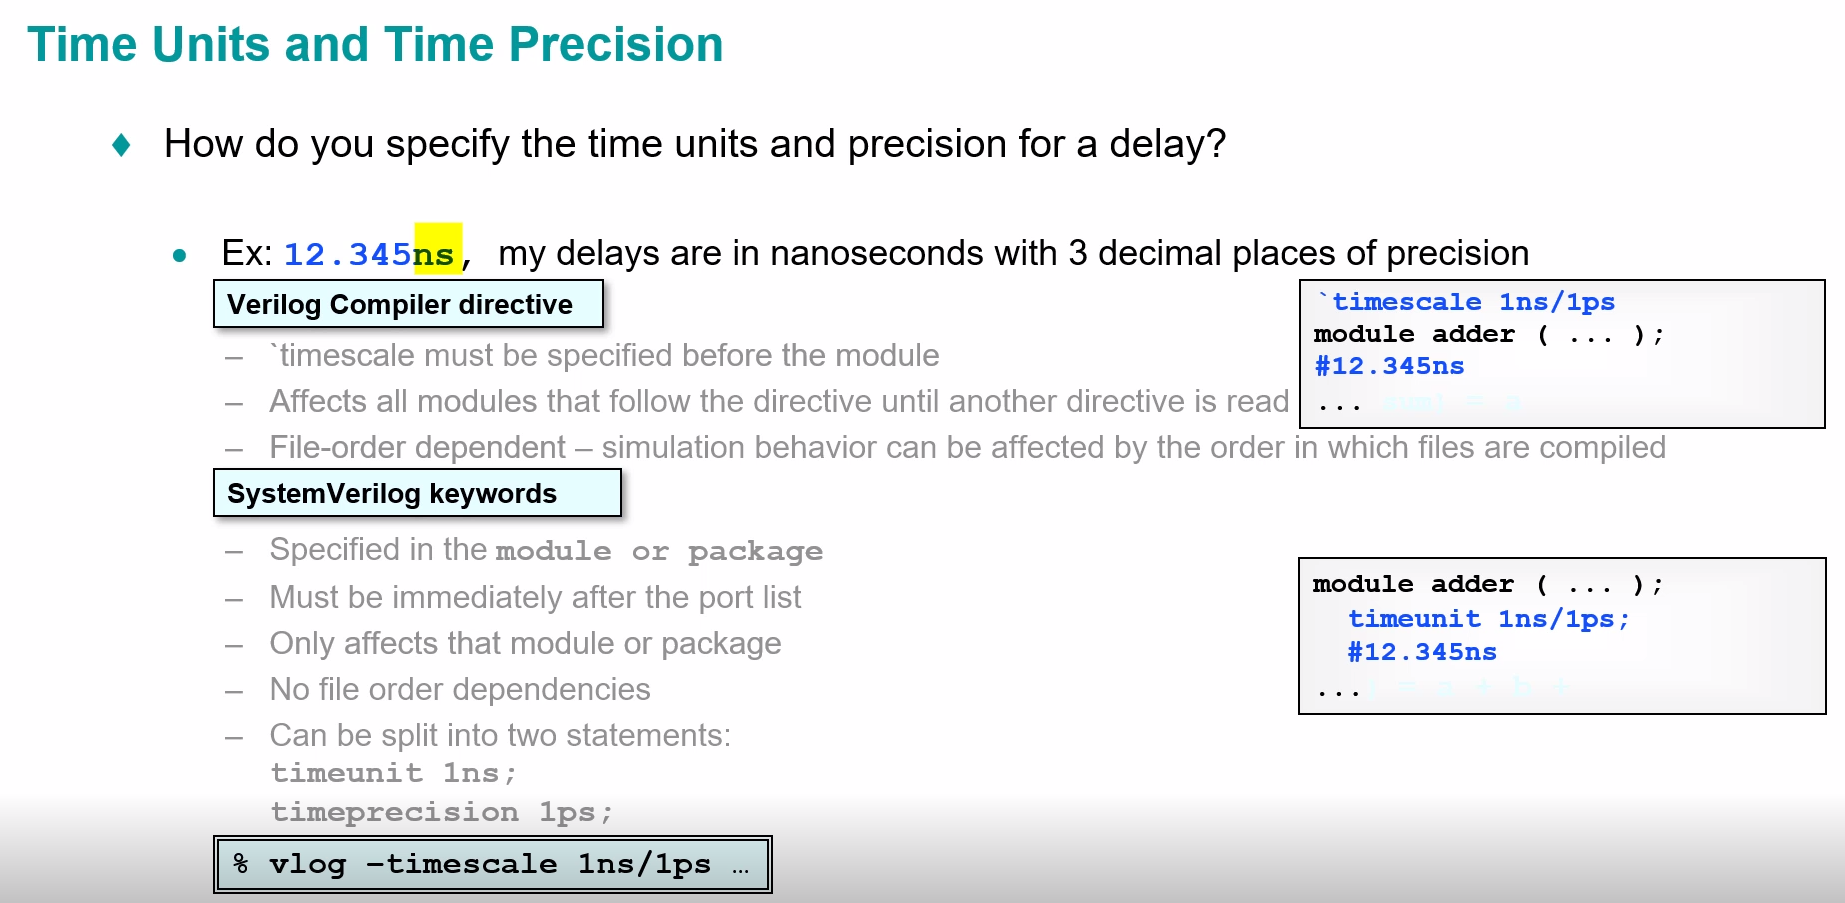 Time Units and Time Precision
How do you specify the time units and precision for a delay?
Ex: 12.345ns, my delays are in nanoseconds with 3 decimal places of precision
Verilog Compiler directive
– `timescale must be specified before the module
– Affects all modules that follow the directive until another directive is read
– File-order dependent – simulation behavior can be affected by the order in which files are compiled
`timescale 1ns/1ps
module adder ( ... );
#12.345ns
...
SystemVerilog keywords
– Specified in the module or package
– Must be immediately after the port list
– Only affects that module or package
– No file order dependencies
– Can be split into two statements:
timeunit 1ns;
timeprecision 1ps;
module adder ( ... );
timeunit 1ns/1ps;
#12.345ns
... = a + b +
% vlog –timescale 1ns/1ps …